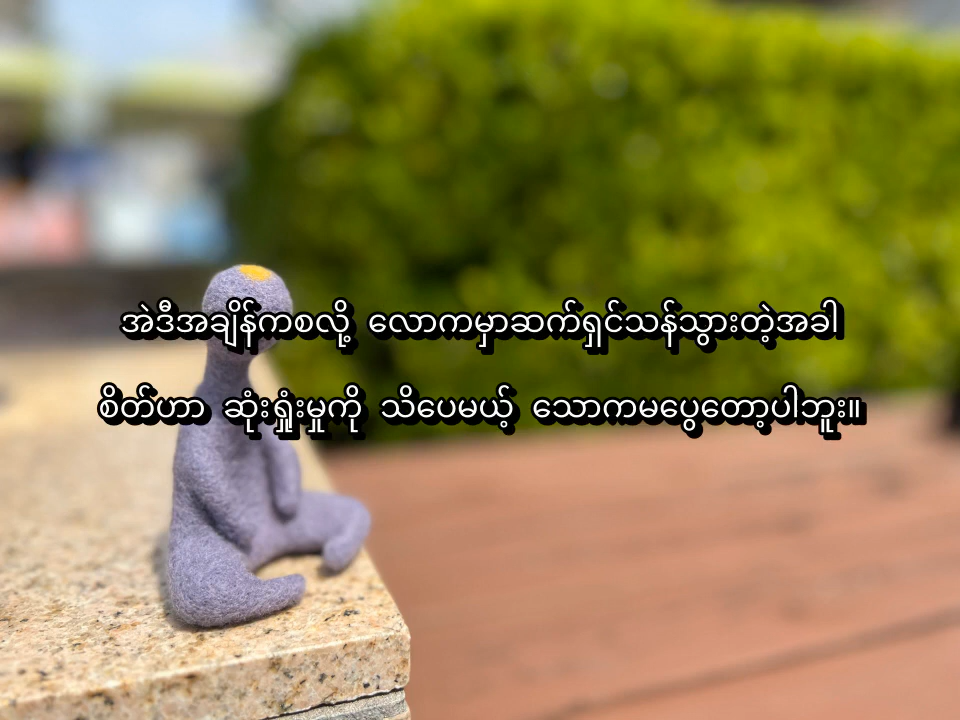 အဲဒီအချိန်ကစလို့ လောကမှာဆက်ရှင်သန်သွားတဲ့အခါ
စိတ်ဟာ ဆုံးရှုံးမှုကို သိပေမယ့် သောကမပွေတော့ပါဘူး။